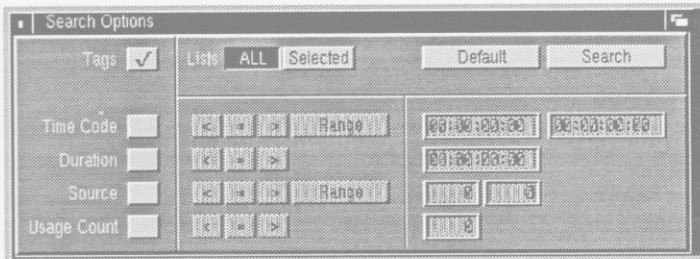 Search Options
Tags √ Lists ALL Selected Default Search
Time Code < = > Range 00:00:00:00 00:00:00:00
Duration < = > 00:00:00:00
Source < = > Range 0 0
Usage Count < = > 0